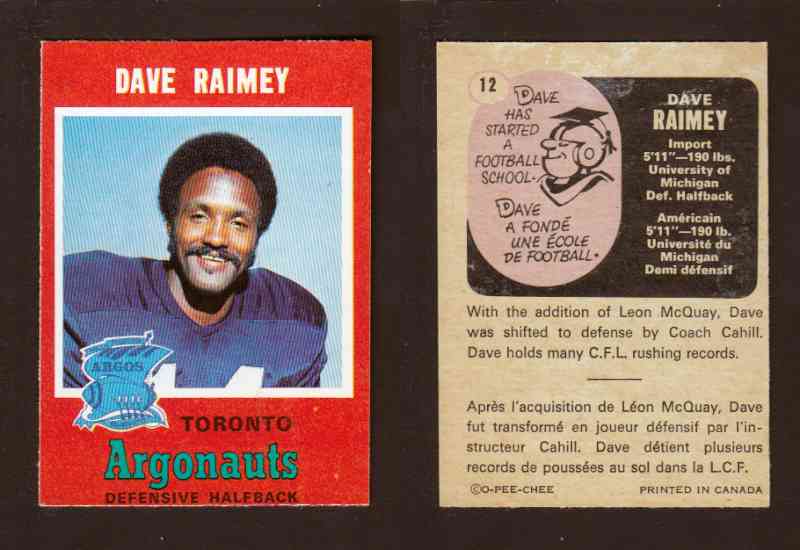 DAVE RAIMEY
ARGOS
TORONTO
Argonauts
DEFENSIVE HALFBACK
12
DAVE
HAS
STARTED
A
FOOTBALL
SCHOOL-
DAVE
A FONDÉ
UNE ÉCOLE
DE FOOTBALL.
DAVE
RAIMEY
Import
5'11"—190 lbs.
University of
Michigan
Def. Halfback
Américain
5'11"—190 lb.
Université du
Michigan
Demi défensif
With the addition of Leon McQuay, Dave
was shifted to defense by Coach Cahill.
Dave holds many C.F.L. rushing records.
Après l'acquisition de Léon McQuay, Dave
fut transformé en joueur défensif par l'in-
structeur Cahill. Dave détient plusieurs
records de poussées au sol dans la L.C.F.
©O-PEE-CHEE PRINTED IN CANADA